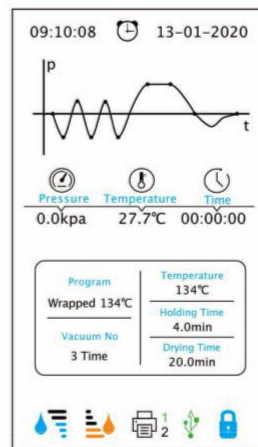 09:10:08 13-01-2020
p
t
Pressure Temperature Time
0.0kpa 27.7℃ 00:00:00
Program
Wrapped 134℃
Vacuum No
3 Time
Temperature
134℃
Holding Time
4.0min
Drying Time
20.0min
1
2